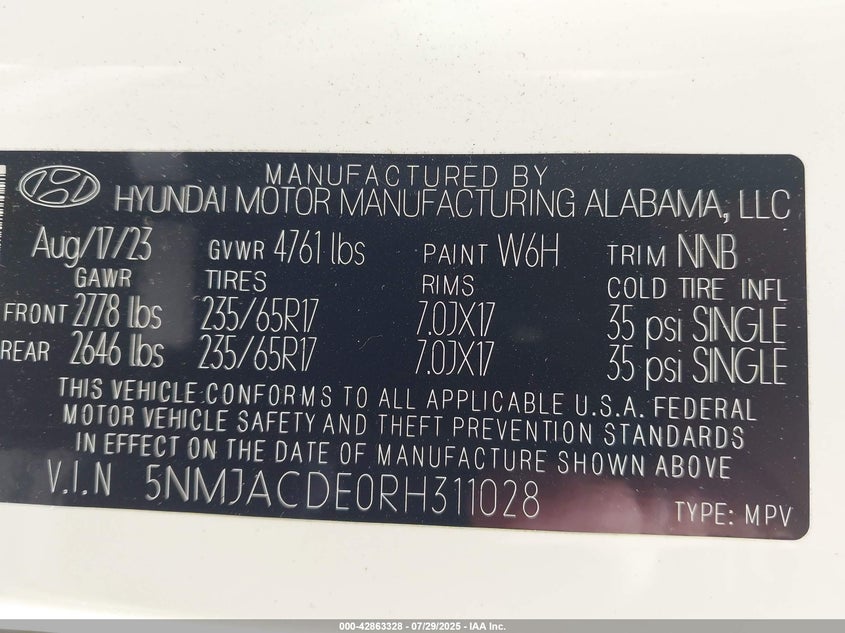 MANUFACTURED BY
HYUNDAI MOTOR MANUFACTURING ALABAMA, LLC
Aug/17/23 GVWR 4761 lbs PAINT W6H TRIM NNB
GAWR TIRES RIMS COLD TIRE INFL
FRONT 2778 lbs 235/65R17 7.0JX17 35 psi SINGLE
REAR 2646 lbs 235/65R17 7.0JX17 35 psi SINGLE
THIS VEHICLE CONFORMS TO ALL APPLICABLE U.S.A. FEDERAL
MOTOR VEHICLE SAFETY AND THEFT PREVENTION STANDARDS
IN EFFECT ON THE DATE OF MANUFACTURE SHOWN ABOVE
V.I.N 5NMJACDE0RH311028
TYPE: MPV
000-42863328 - 07/29/2025 - IAA Inc.